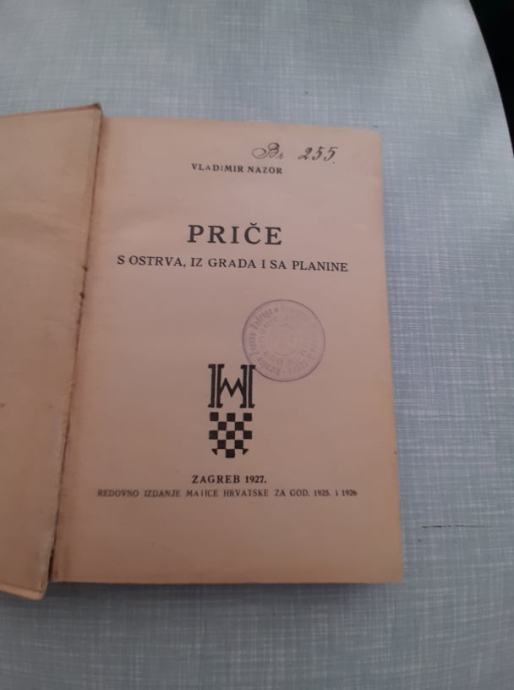 Br 255.
VLADIMIR NAZOR
PRIČE
S OSTRVA, IZ GRADA I SA PLANINE
MH
ZAGREB 1927.
REDOVNO IZDANJE MATICE HRVATSKE ZA GOD. 1925. I 1926